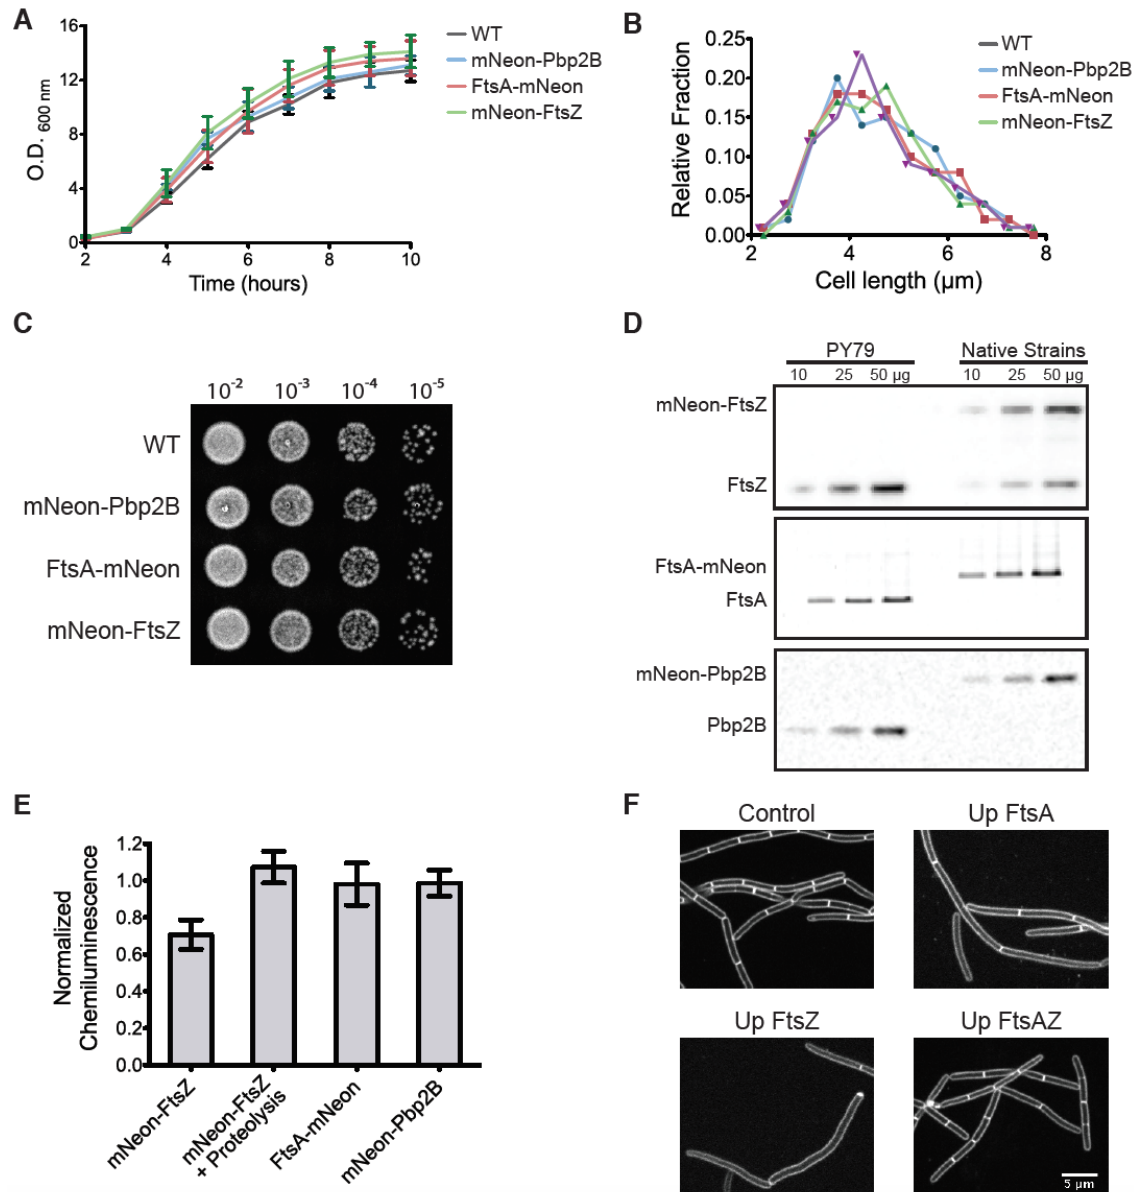 A
16
12
8
4
0
O.D. 600 nm
2
4
6
8
10
Time (hours)
WT
mNeon-Pbp2B
FtsA-mNeon
mNeon-FtsZ
B
0.25
0.20
0.15
0.10
0.05
0.00
Relative Fraction
2
4
6
8
Cell length (µm)
WT
mNeon-Pbp2B
FtsA-mNeon
mNeon-FtsZ
C
10-2 10-3 10-4 10-5
WT
mNeon-Pbp2B
FtsA-mNeon
mNeon-FtsZ
D
PY79 Native Strains
10 25 50 µg 10 25 50 µg
mNeon-FtsZ
FtsZ
FtsA-mNeon
FtsA
mNeon-Pbp2B
Pbp2B
E
1.2
1.0
0.8
0.6
0.4
0.2
0.0
Normalized
Chemiluminescence
mNeon-FtsZ
mNeon-FtsZ
+ Proteolysis
FtsA-mNeon
mNeon-Pbp2B
F
Control
Up FtsA
Up FtsZ
Up FtsAZ
5 µm